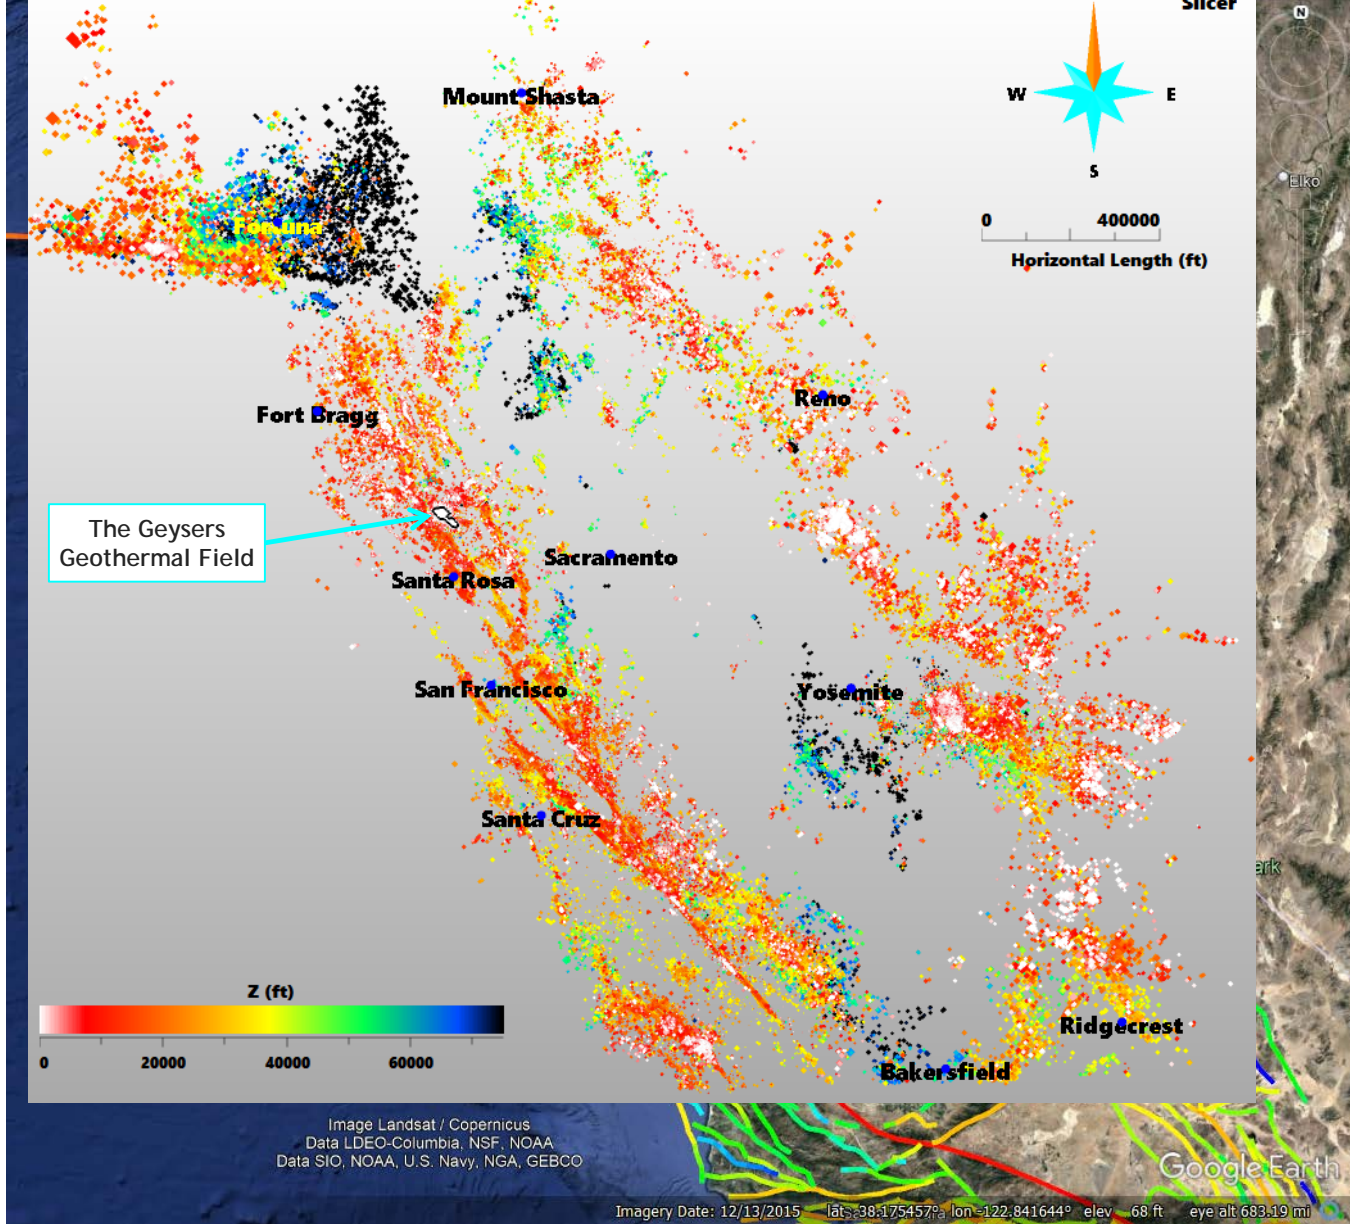 Slicer
N
Mount Shasta
W
E
S
Elko
Fortuna
0
400000
Horizontal Length (ft)
Reno
Fort Bragg
The Geysers
Geothermal Field
Sacramento
Santa Rosa
San Francisco
Yosemite
Santa Cruz
ark
Z (ft)
0
20000
40000
60000
Ridgecrest
Bakersfield
Image Landsat / Copernicus
Data LDEO-Columbia, NSF, NOAA
Data SIO, NOAA, U.S. Navy, NGA, GEBCO
Google Earth
Imagery Date: 12/13/2015 lat 38.175457° lon -122.841644° elev 68 ft eye alt 683.19 mi